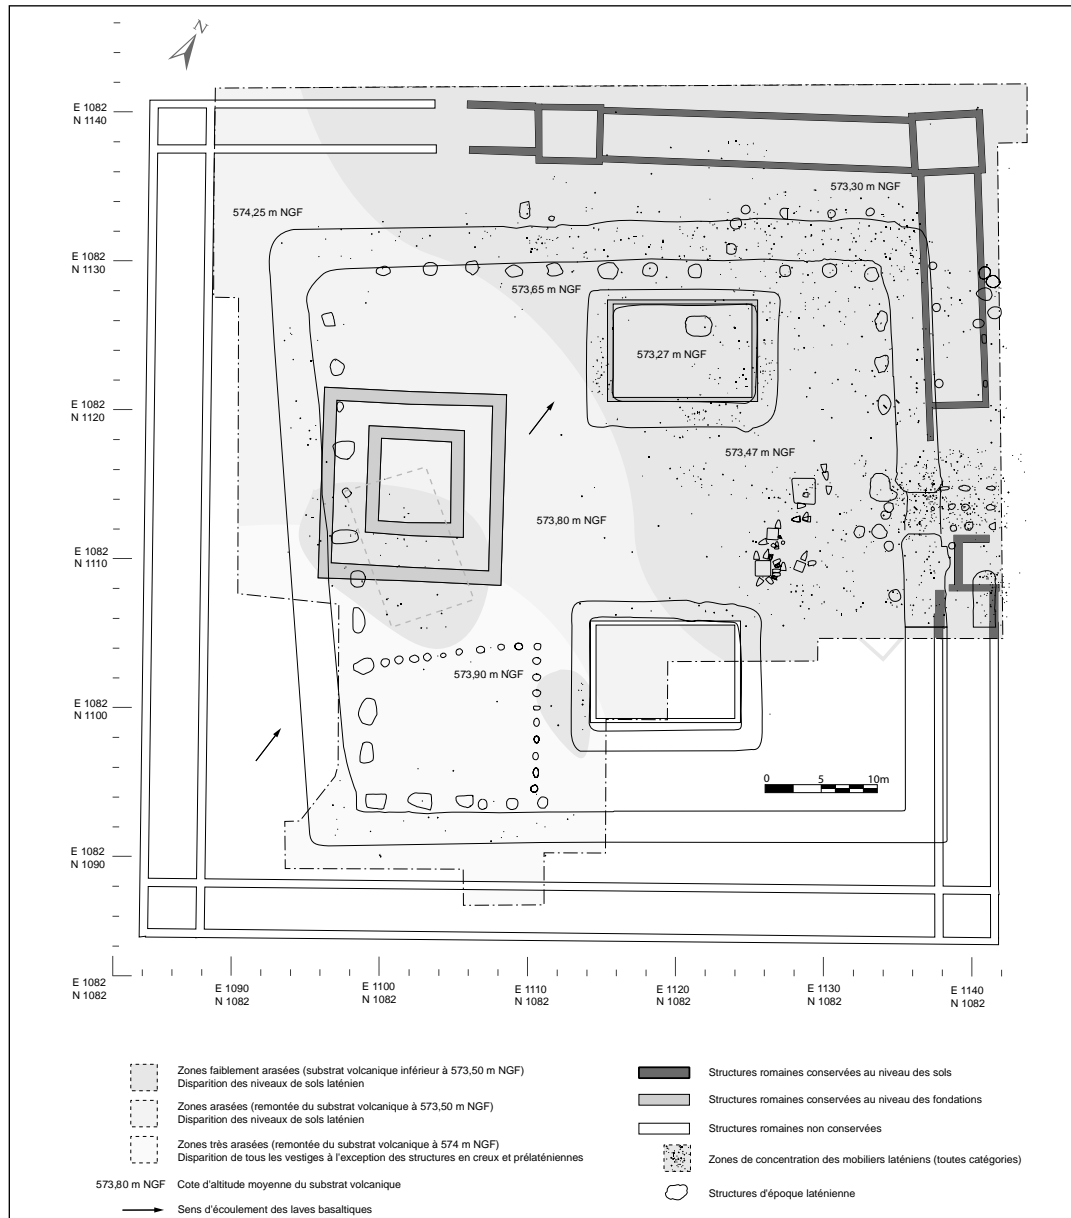 N
E 1082
N 1140
573,30 m NGF
574,25 m NGF
E 1082
N 1130
573,65 m NGF
573,27 m NGF
E 1082
N 1120
573,47 m NGF
573,80 m NGF
E 1082
N 1110
573,90 m NGF
E 1082
N 1100
0 5 10m
E 1082
N 1090
E 1082
N 1082
E 1090
N 1082
E 1100
N 1082
E 1110
N 1082
E 1120
N 1082
E 1130
N 1082
E 1140
N 1082
Zones faiblement arasées (substrat volcanique inférieur à 573,50 m NGF)
Disparition des niveaux de sols laténien
Zones arasées (remontée du substrat volcanique à 573,50 m NGF)
Disparition des niveaux de sols laténien
Zones très arasées (remontée du substrat volcanique à 574 m NGF)
Disparition de tous les vestiges à l'exception des structures en creux et prélaténiennes
573,80 m NGF Cote d'altitude moyenne du substrat volcanique
Sens d'écoulement des laves basaltiques
Structures romaines conservées au niveau des sols
Structures romaines conservées au niveau des fondations
Structures romaines non conservées
Zones de concentration des mobiliers laténiens (toutes catégories)
Structures d'époque laténienne